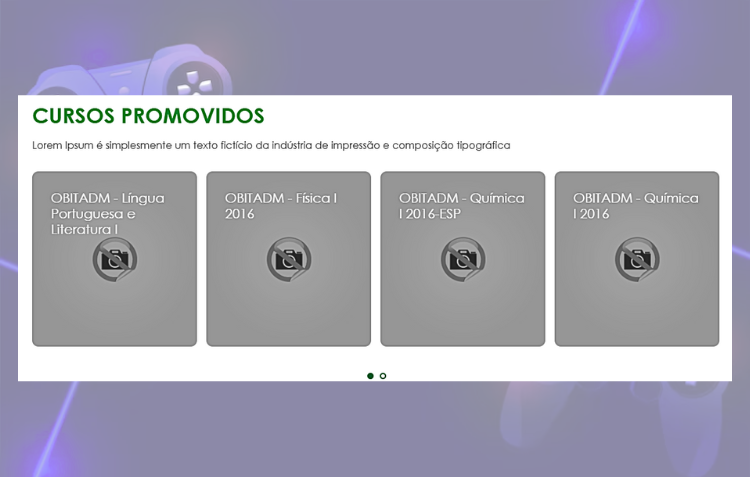 CURSOS PROMOVIDOS
Lorem Ipsum é simplesmente um texto fictício da indústria de impressão e composição tipográfica
OBITADM - Língua
Portuguesa e
Literatura I
OBITADM - Física I
2016
OBITADM - Química
I 2016-ESP
OBITADM - Química
I 2016